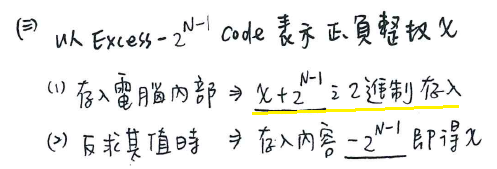 (三) 以 Excess-2^{N-1} code 表示正負整數 x
(1) 存入電腦內部 ⇒ x+2^{N-1} 之2進制存入
(2) 反求其值時 ⇒ 存入內容 -2^{N-1} 即得 x